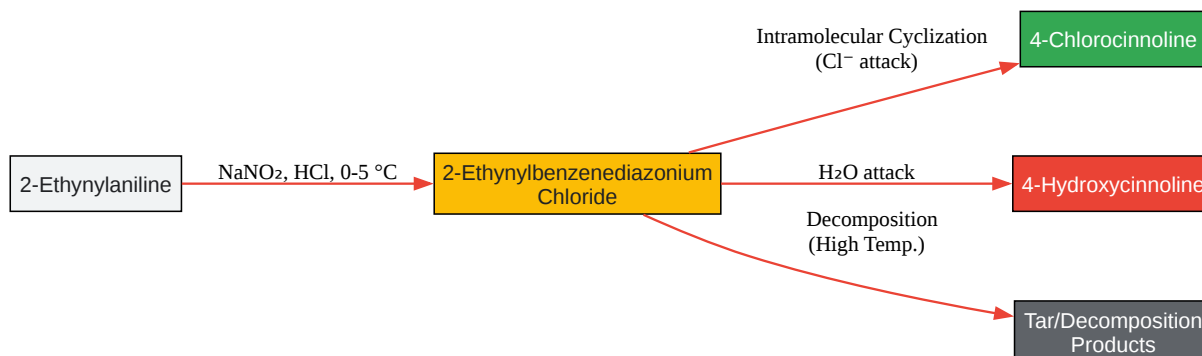 2-Ethynylaniline
NaNO₂, HCl, 0-5 °C
2-Ethynylbenzenediazonium
Chloride
Intramolecular Cyclization
(Cl⁻ attack)
4-Chlorocinnoline
H₂O attack
4-Hydroxycinnoline
Decomposition
(High Temp.)
Tar/Decomposition
Products